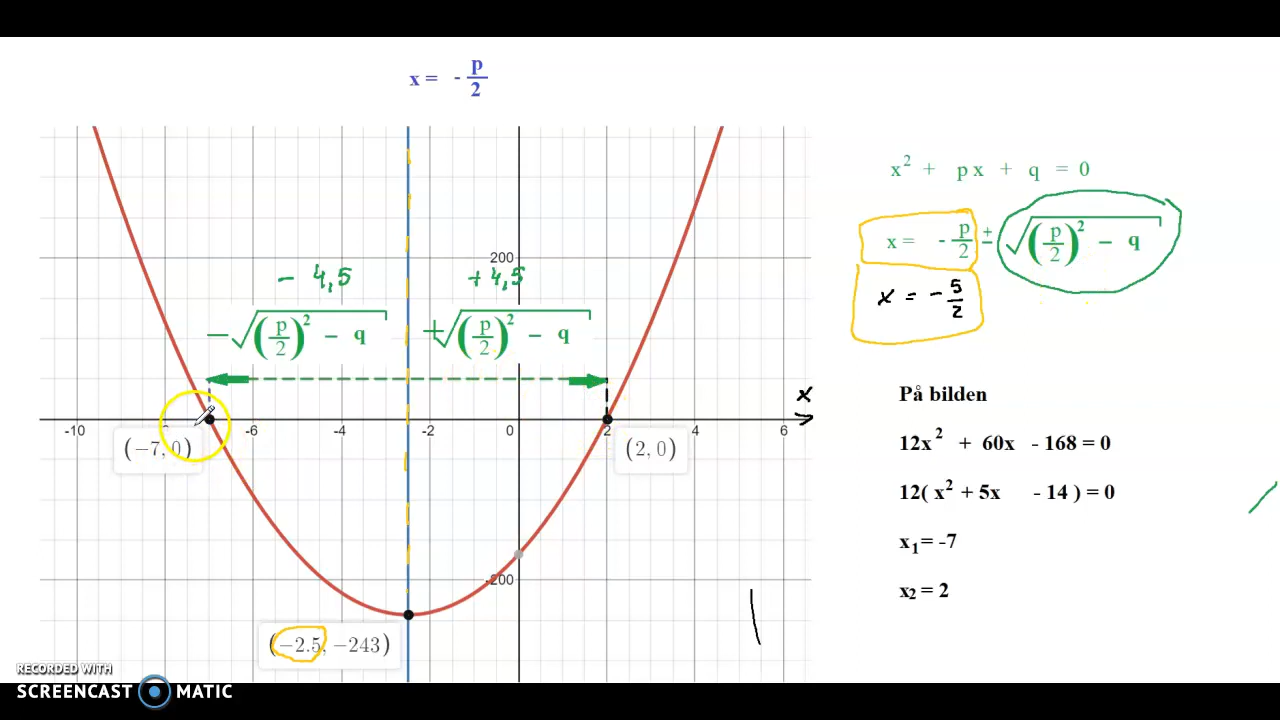 x = - p/2
x² + px + q = 0
x = - p/2 ± √(p/2)² - q
x = - 5/2
200
- 4,5
+ 4,5
- √(p/2)² - q
+√(p/2)² - q
x
-10
-6
-4
-2
0
2
4
6
(-7, 0)
(2, 0)
-200
(-2.5, -243)
På bilden
12x² + 60x - 168 = 0
12( x² + 5x - 14 ) = 0
x₁ = -7
x₂ = 2
RECORDED WITH
SCREENCAST MATIC